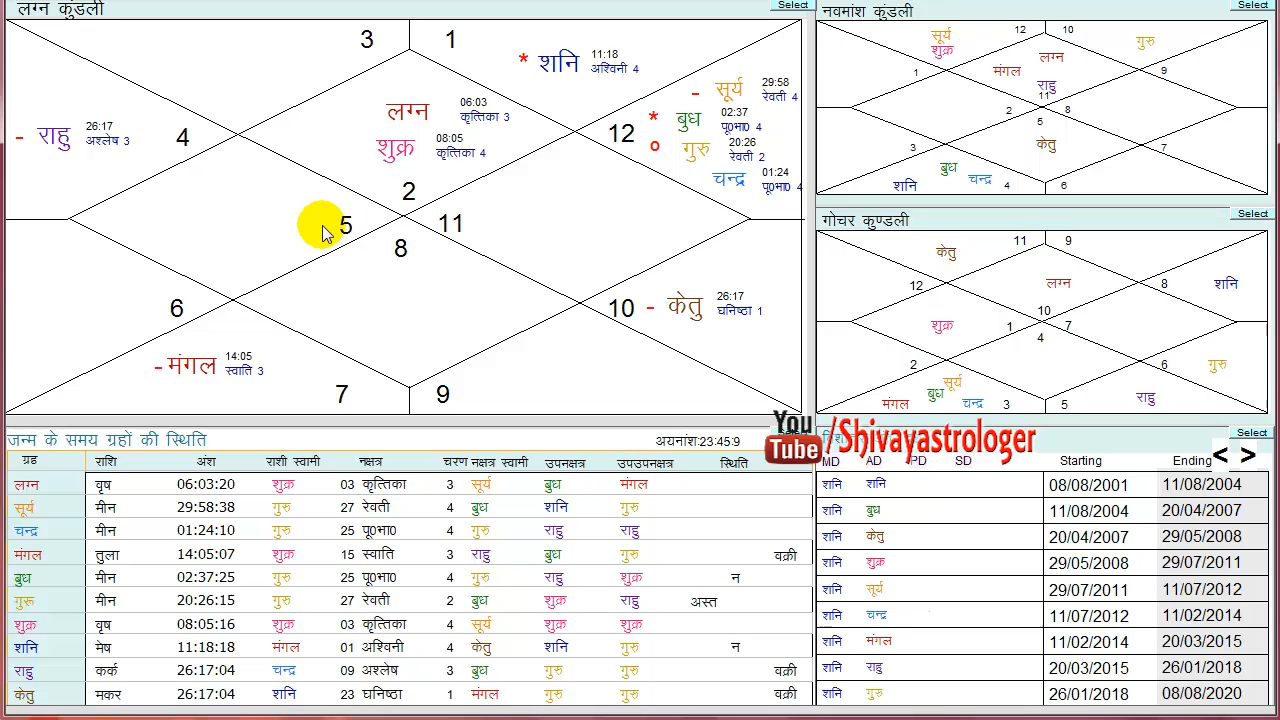 लग्न कुंडली Select
3 1
* शनि 11:18 अश्विनी 4
- सूर्य 29:58 रेवती 4
लग्न 06:03 कृत्तिका 3
* बुध 02:37 पू0भा0 4
- राहु 26:17 अश्लेष 3
4
शुक्र 08:05 कृत्तिका 4
12
० गुरु 20:26 रेवती 2
चन्द्र 01:24 पू0भा0 4
2
5 11
8
6
10 - केतु 26:17 घनिष्ठा 1
- मंगल 14:05 स्वाति 3
7 9
नवमांश कुंडली Select
सूर्य 12 10 गुरु
शुक्र लग्न
1 मंगल 9
राहु
11
2 8
5
3 केतु 7
बुध
शनि चन्द्र 4 6
गोचर कुण्डली Select
केतु 11 9
12 लग्न 8 शनि
10
शुक्र 1 7
4
2 6 गुरु
सूर्य
बुध
मंगल चन्द्र 3 5 राहु
You Tube /Shivayastrologer
जन्म के समय ग्रहों की स्थिति अयनांश:23:45:9
ग्रह राशि अंश राशी स्वामी नक्षत्र चरण नक्षत्र स्वामी उपनक्षत्र उपउपनक्षत्र स्थिति
लग्न वृष 06:03:20 शुक्र 03 कृत्तिका 3 सूर्य बुध मंगल
सूर्य मीन 29:58:38 गुरु 27 रेवती 4 बुध शनि गुरु
चन्द्र मीन 01:24:10 गुरु 25 पू0भा0 4 गुरु राहु राहु
मंगल तुला 14:05:07 शुक्र 15 स्वाति 3 राहु बुध गुरु वक्री
बुध मीन 02:37:25 गुरु 25 पू0भा0 4 गुरु राहु शुक्र न
गुरू मीन 20:26:15 गुरु 27 रेवती 2 बुध शुक्र राहु अस्त
शुक्र वृष 08:05:16 शुक्र 03 कृत्तिका 4 सूर्य शुक्र शुक्र
शनि मेष 11:18:18 मंगल 01 अश्विनी 4 केतु शनि गुरु न
राहु कर्क 26:17:04 चन्द्र 09 अश्लेष 3 बुध गुरु गुरु वक्री
केतु मकर 26:17:04 शनि 23 घनिष्ठा 1 मंगल गुरु गुरु वक्री
Select
MD AD PD SD Starting Ending < >
शनि शनि 08/08/2001 11/08/2004
शनि बुध 11/08/2004 20/04/2007
शनि केतु 20/04/2007 29/05/2008
शनि शुक्र 29/05/2008 29/07/2011
शनि सूर्य 29/07/2011 11/07/2012
शनि चन्द्र 11/07/2012 11/02/2014
शनि मंगल 11/02/2014 20/03/2015
शनि राहु 20/03/2015 26/01/2018
शनि गुरु 26/01/2018 08/08/2020